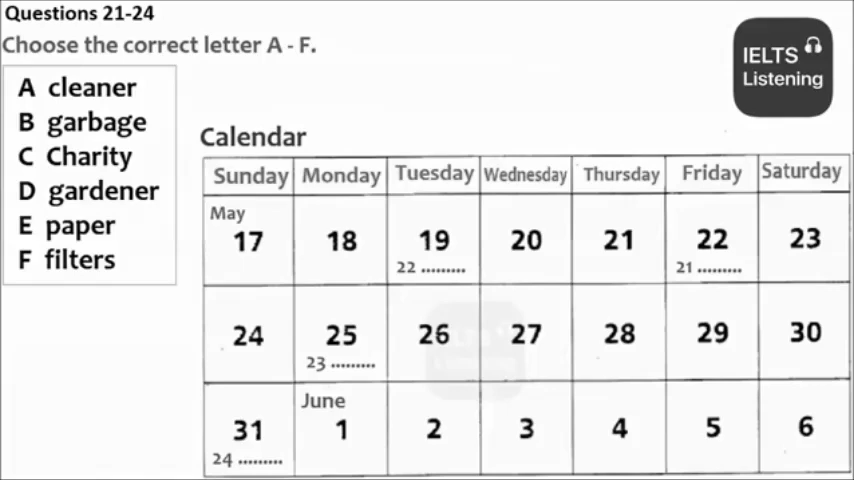 Questions 21-24
Choose the correct letter A - F.
IELTS
Listening
A cleaner
B garbage
C Charity
D gardener
E paper
F filters
Calendar
Sunday Monday Tuesday Wednesday Thursday Friday Saturday
May
17 18 19 20 21 22 23
22 ......... 21 .........
24 25 26 27 28 29 30
23 .........
June
31 1 2 3 4 5 6
24 .........